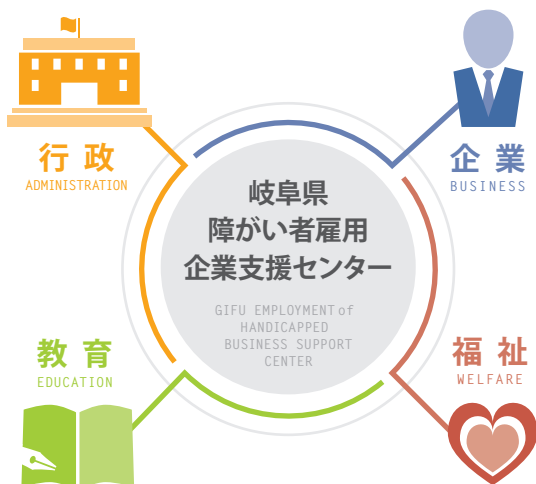 行政
ADMINISTRATION
企業
BUSINESS
岐阜県
障がい者雇用
企業支援センター
GIFU EMPLOYMENT of
HANDICAPPED
BUSINESS SUPPORT
CENTER
教育
EDUCATION
福祉
WELFARE